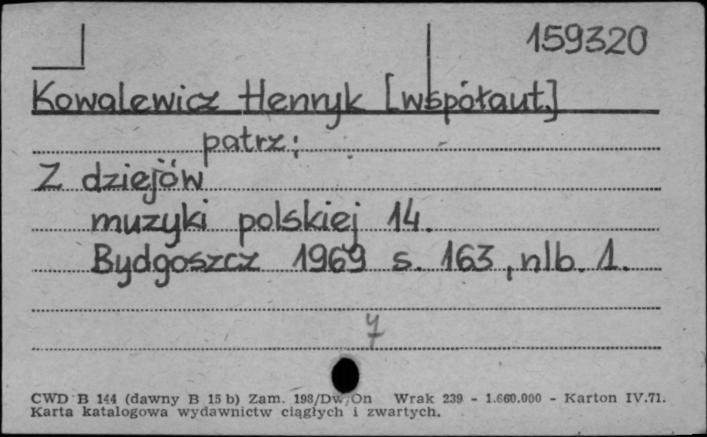 159320
Kowalewicz Henryk [współaut.]
patrz:
Z dziejów
muzyki polskiej 14.
Bydgoszcz 1969 s. 163, nlb. 1.
y
CWD B 144 (dawny B 15 b) Zam. 198/Dw/On Wrak 239 - 1.660.000 - Karton IV.71.
Karta katalogowa wydawnictw ciągłych i zwartych.